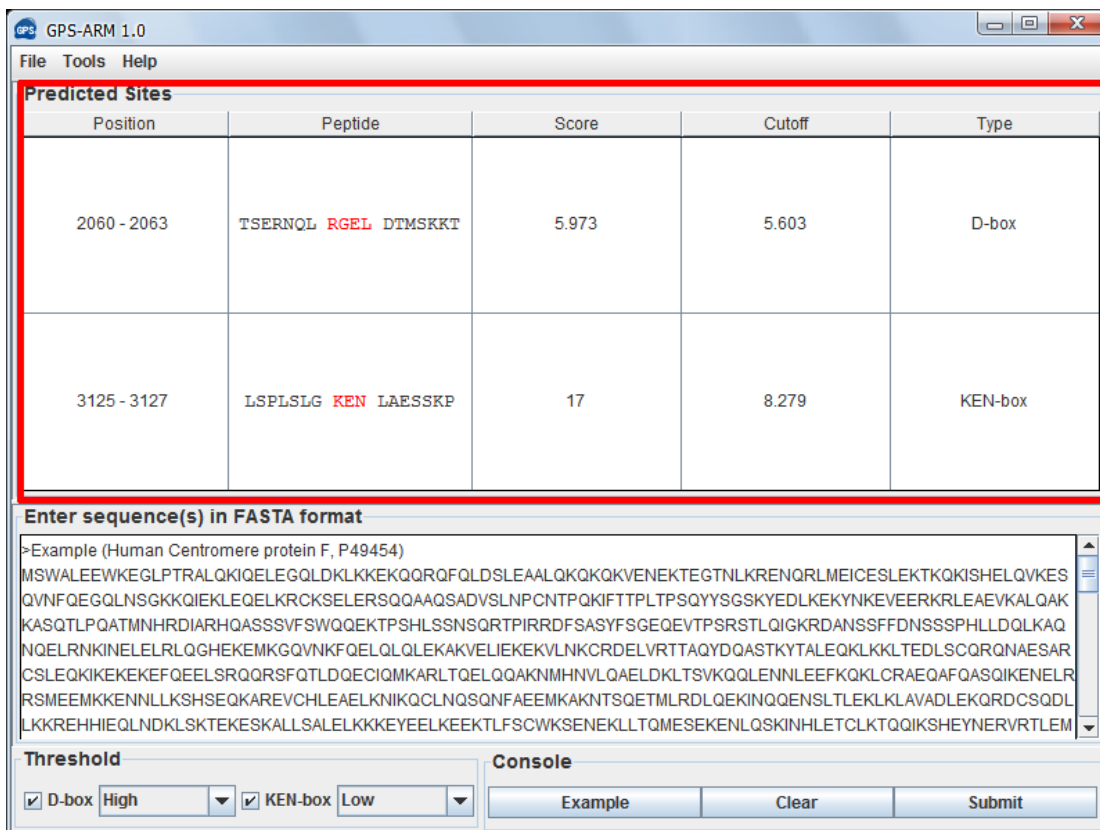 GPS GPS-ARM 1.0
File Tools Help
Predicted Sites
Position Peptide Score Cutoff Type
2060 - 2063 TSERNQL RGEL DTMSKKT 5.973 5.603 D-box
3125 - 3127 LSPLSLG KEN LAESSKP 17 8.279 KEN-box
Enter sequence(s) in FASTA format
>Example (Human Centromere protein F, P49454)
MSWALEEWKEGLPTRALQKIQELEGQLDKLKKEKQQRQFQLDSLEAALQKQKQKVENEKTEGTNLKRENQRLMEICESLEKTKQKISHELQVKES
QVNFQEGQLNSGKKQIEKLEQELKRCKSELERSQQAAQSADVSLNPCNTPQKIFTTPLTPSQYYSGSKYEDLKEKYNKEVEERKRLEAEVKALQAK
KASQTLPQATMNHRDIARHQASSSVFSWQQEKTPSHLSSNSQRTPIRRDFSASYFSGEQEVTPSRSTLQIGKRDANSSFFDNSSSPHLLDQLKAQ
NQELRNKINELELRLQGHEKEMKGQVNKFQELQLQLEKAKVELIEKEKVLNKCRDELVRTTAQYDQASTKYTALEQKLKKLTEDLSCQRQNAESAR
CSLEQKIKEKEKEFQEELSRQQRSFQTLDQECIQMKARLTQELQQAKNMHNVLQAELDKLTSVKQQLENNLEEFKQKLCRAEQAFQASQIKENELR
RSMEEMKKENNLLKSHSEQKAREVCHLEAELKNIKQCLNQSQNFAEEMKAKNTSQETMLRDLQEKINQQENSLTLEKLKLAVADLEKQRDCSQDL
LKKREHHIEQLNDKLSKTEKESKALLSALELKKKEYEELKEEKTLFSCWKSENEKLLTQMESEKENLQSKINHLETCLKTQQIKSHEYNERVRTLEM
Threshold Console
D-box High KEN-box Low Example Clear Submit